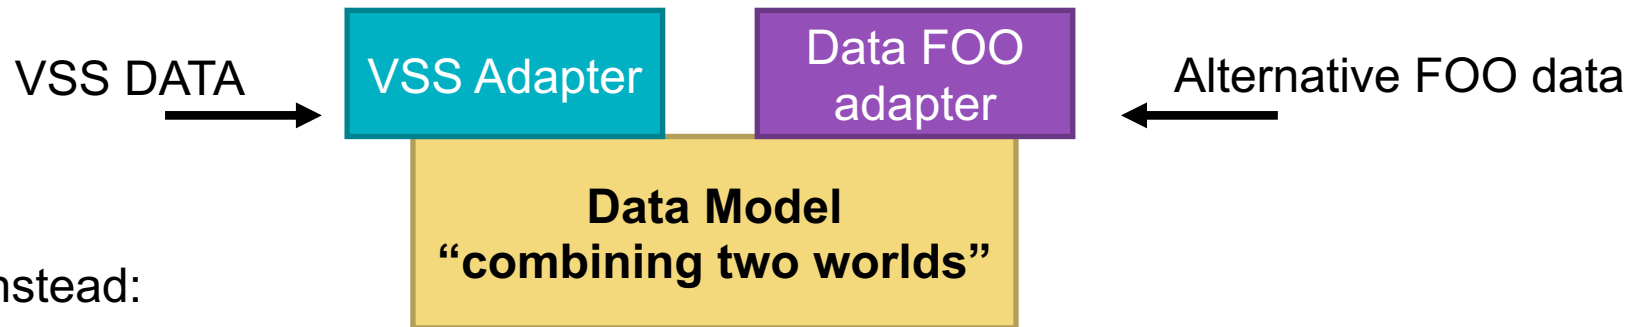 VSS DATA
VSS Adapter
Data FOO
adapter
Alternative FOO data
Data Model
“combining two worlds”
nstead: